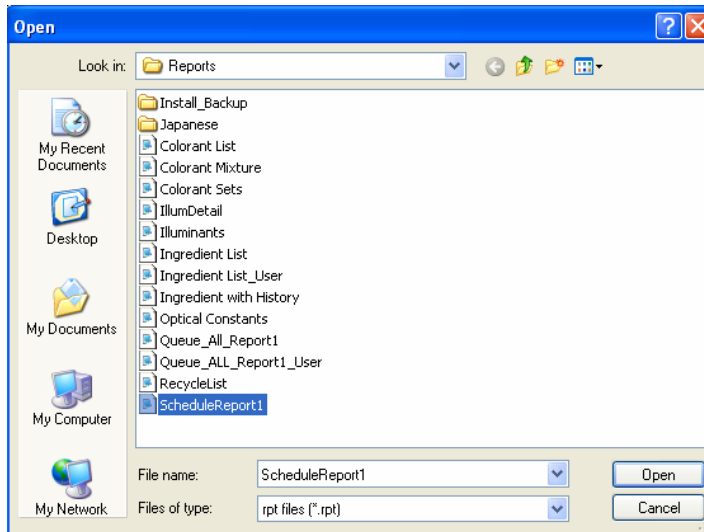 Open
Look in:
Reports
My Recent
Documents
Desktop
My Documents
My Computer
My Network
Install_Backup
Japanese
Colorant List
Colorant Mixture
Colorant Sets
IllumDetail
Illuminants
Ingredient List
Ingredient List_User
Ingredient with History
Optical Constants
Queue_All_Report1
Queue_ALL_Report1_User
RecycleList
ScheduleReport1
File name:
ScheduleReport1
Open
Files of type:
rpt files (*.rpt)
Cancel